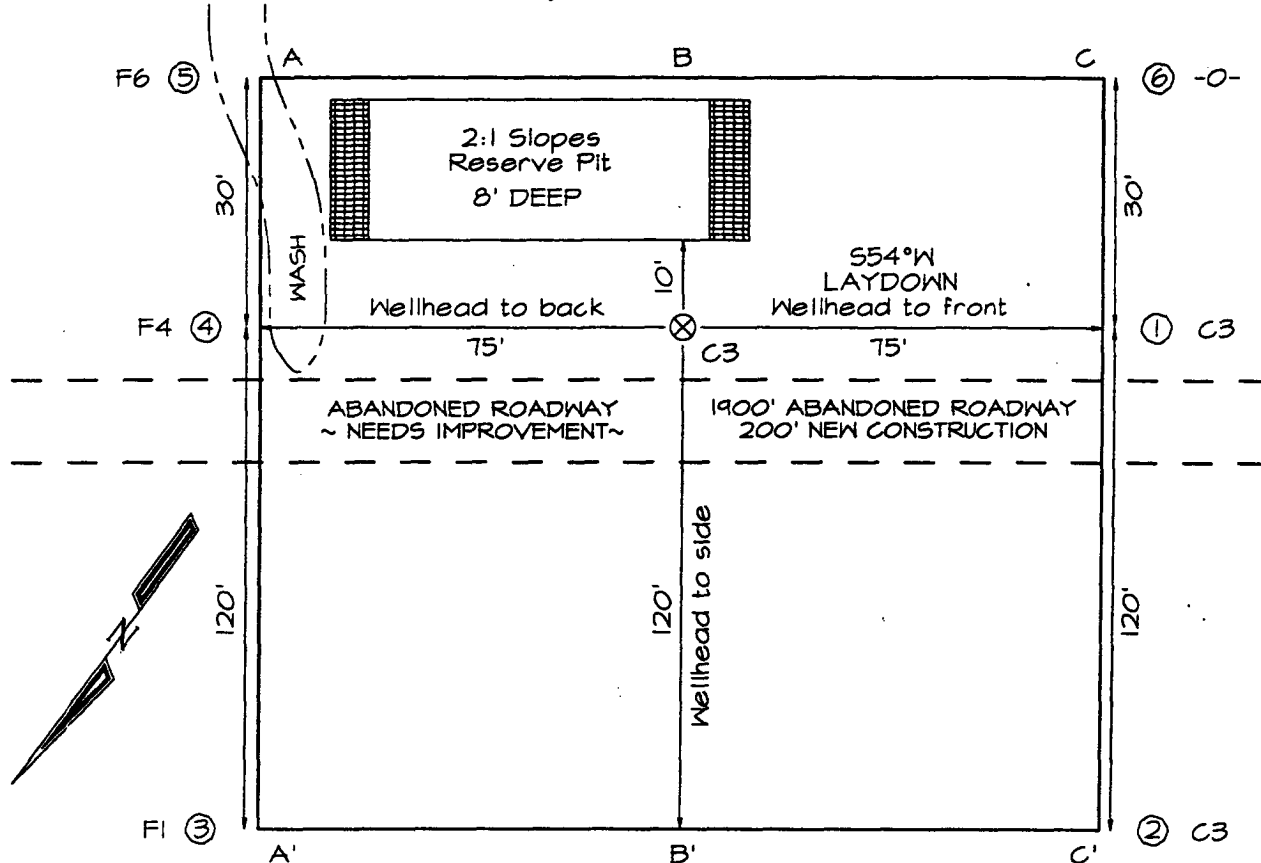 A B C
F6 ⑤ ⑥ -0-
2:1 Slopes
Reserve Pit
8' DEEP
30' 30'
WASH
10'
S54°W
LAYDOWN
Wellhead to back Wellhead to front
F4 ④ ① C3
75' C3 75'
ABANDONED ROADWAY
~ NEEDS IMPROVEMENT~
1900' ABANDONED ROADWAY
200' NEW CONSTRUCTION
N
120' 120' Wellhead to side 120'
F1 ③ ② C3
A' B' C'